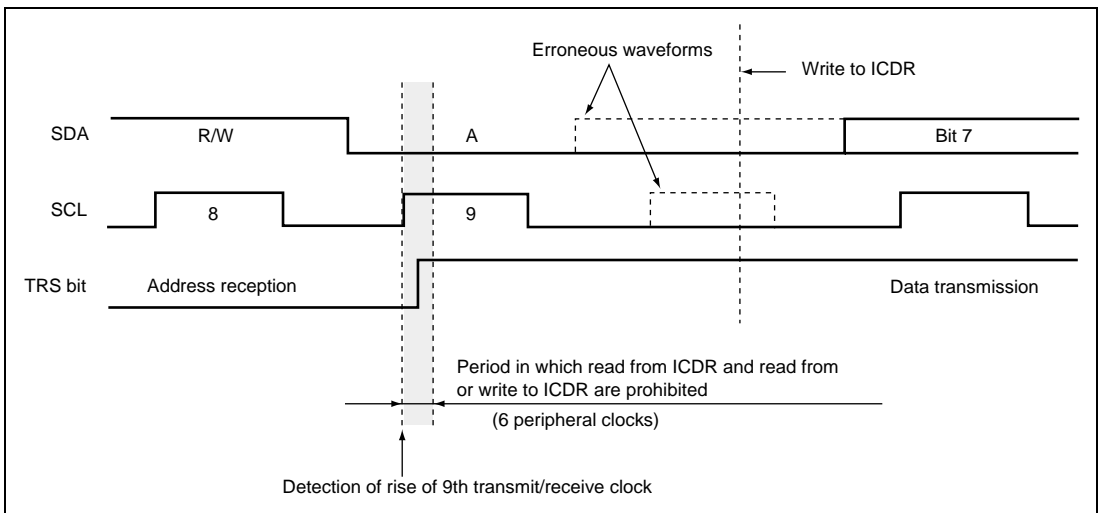 Erroneous waveforms
Write to ICDR
SDA
R/W
A
Bit 7
SCL
8
9
TRS bit
Address reception
Data transmission
Period in which read from ICDR and read from
or write to ICDR are prohibited
(6 peripheral clocks)
Detection of rise of 9th transmit/receive clock